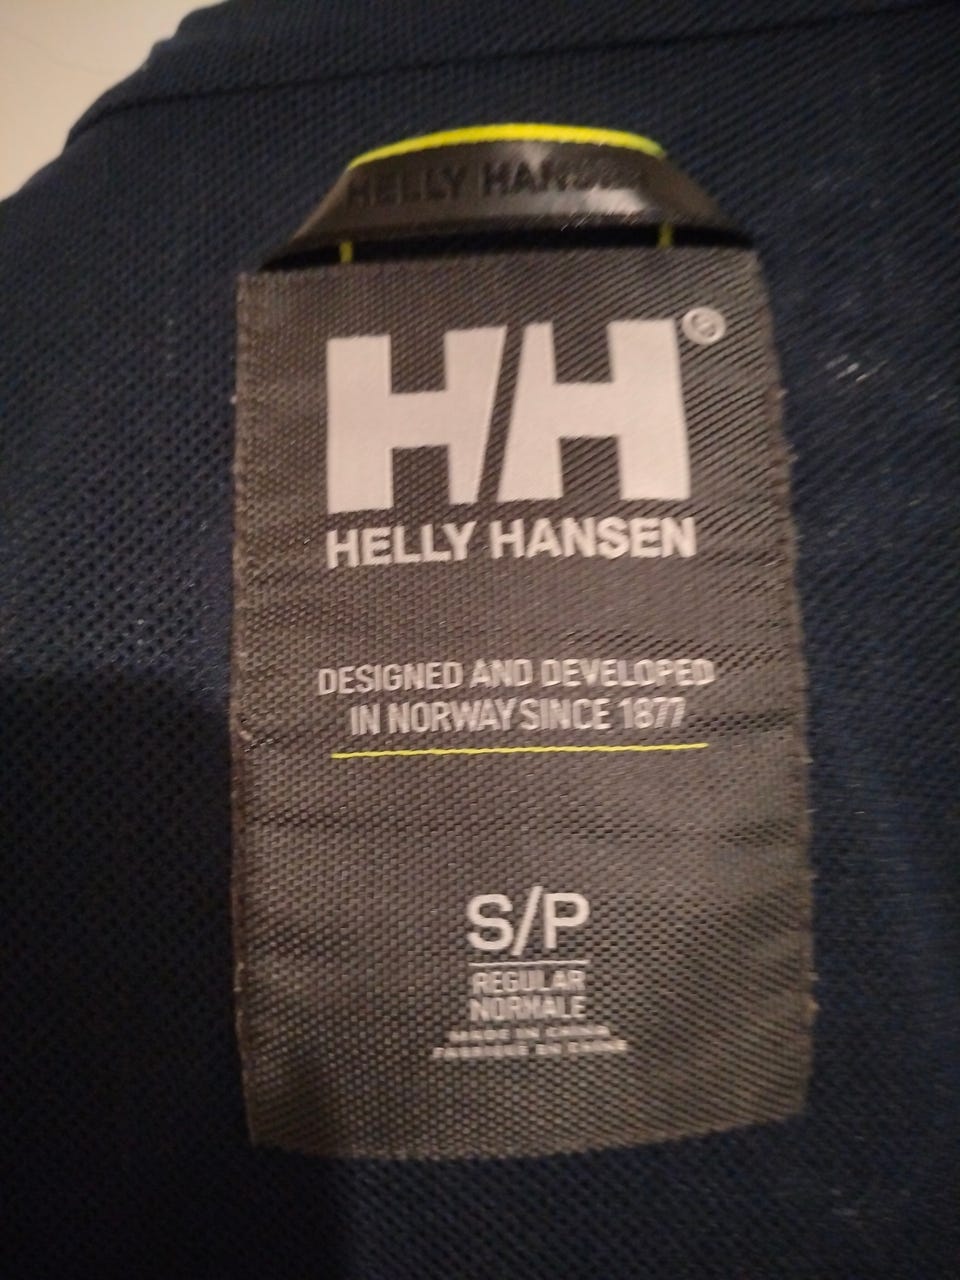 HELLY HANSEN
HH®
HELLY HANSEN
DESIGNED AND DEVELOPED
IN NORWAY SINCE 1877
S/P
REGULAR
NORMALE
MADE IN CHINA
FABRIQUÉ EN CHINE